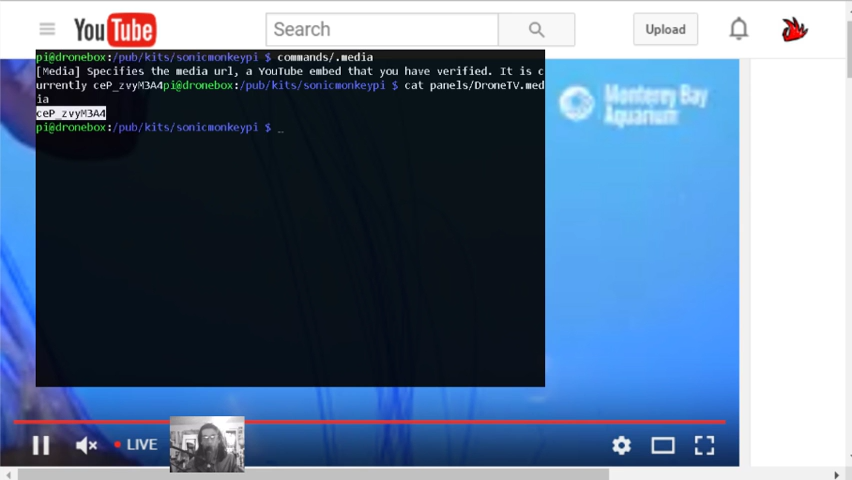 YouTube
Search
Upload
pi@dronebox:/pub/kits/sonicmonkeypi $ commands/.media
[Media] Specifies the media url, a YouTube embed that you have verified. It is c
urrently ceP_zvyM3A4pi@dronebox:/pub/kits/sonicmonkeypi $ cat panels/DroneTV.med
ia
ceP_zvyM3A4
pi@dronebox:/pub/kits/sonicmonkeypi $ _
Monterey Bay
Aquarium
LIVE